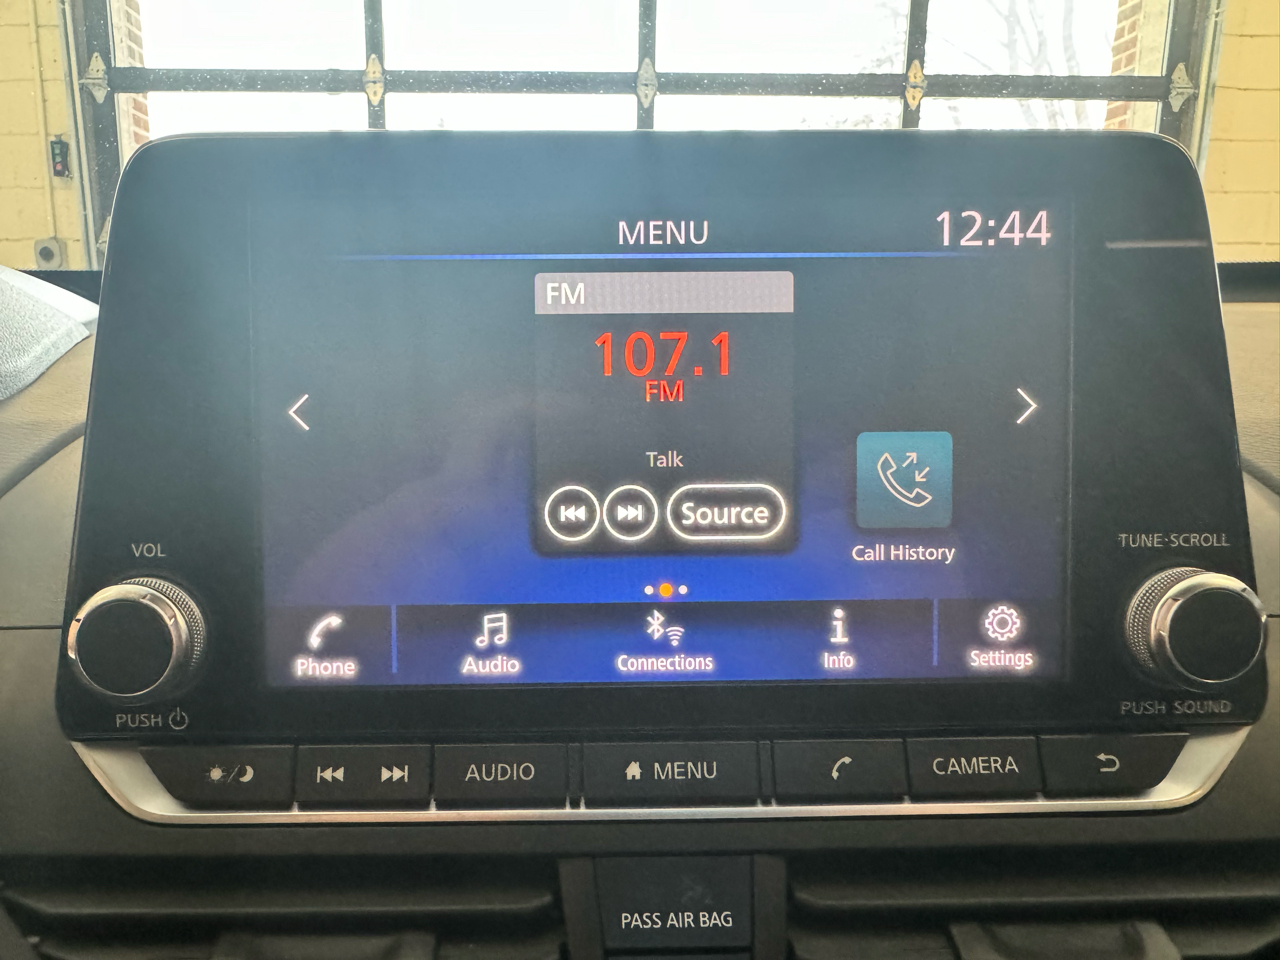 MENU
12:44
FM
107.1
FM
Talk
Source
Call History
VOL
TUNE·SCROLL
Phone
Audio
Connections
Info
Settings
PUSH
PUSH SOUND
AUDIO
MENU
CAMERA
PASS AIR BAG